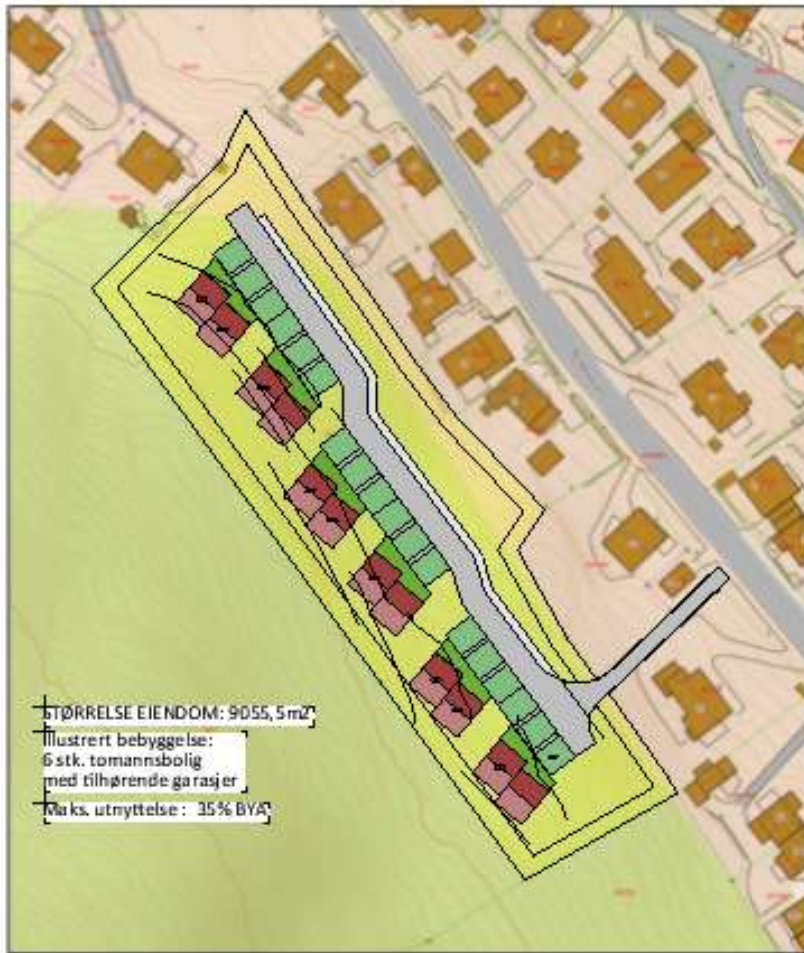 STØRRELSE EIENDOM: 9055,5m2
Illustrert bebyggelse:
6 stk. tomannsbolig
med tilhørende garasjer
Maks. utnyttelse : 35% BYA